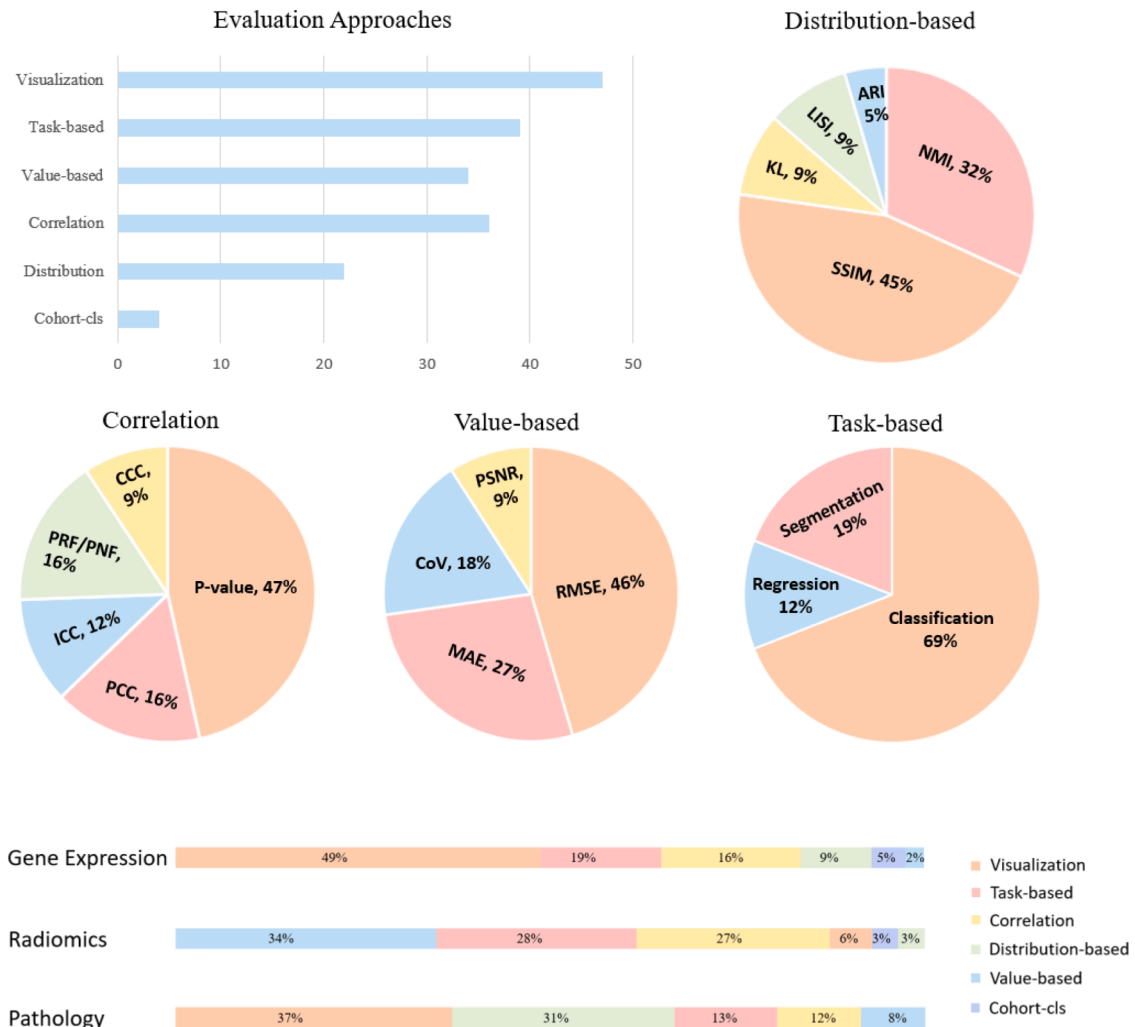 Evaluation Approaches
Visualization
Task-based
Value-based
Correlation
Distribution
Cohort-cls
0 10 20 30 40 50
Distribution-based
ARI
5%
LISI, 9%
KL, 9%
NMI, 32%
SSIM, 45%
Correlation
CCC,
9%
PRF/PNF,
16%
P-value, 47%
ICC, 12%
PCC, 16%
Value-based
PSNR,
9%
CoV, 18%
RMSE, 46%
MAE, 27%
Task-based
Segmentation
19%
Regression
12%
Classification
69%
Gene Expression 49% 19% 16% 9% 5% 2%
Radiomics 34% 28% 27% 6% 3% 3%
Pathology 37% 31% 13% 12% 8%
Visualization
Task-based
Correlation
Distribution-based
Value-based
Cohort-cls